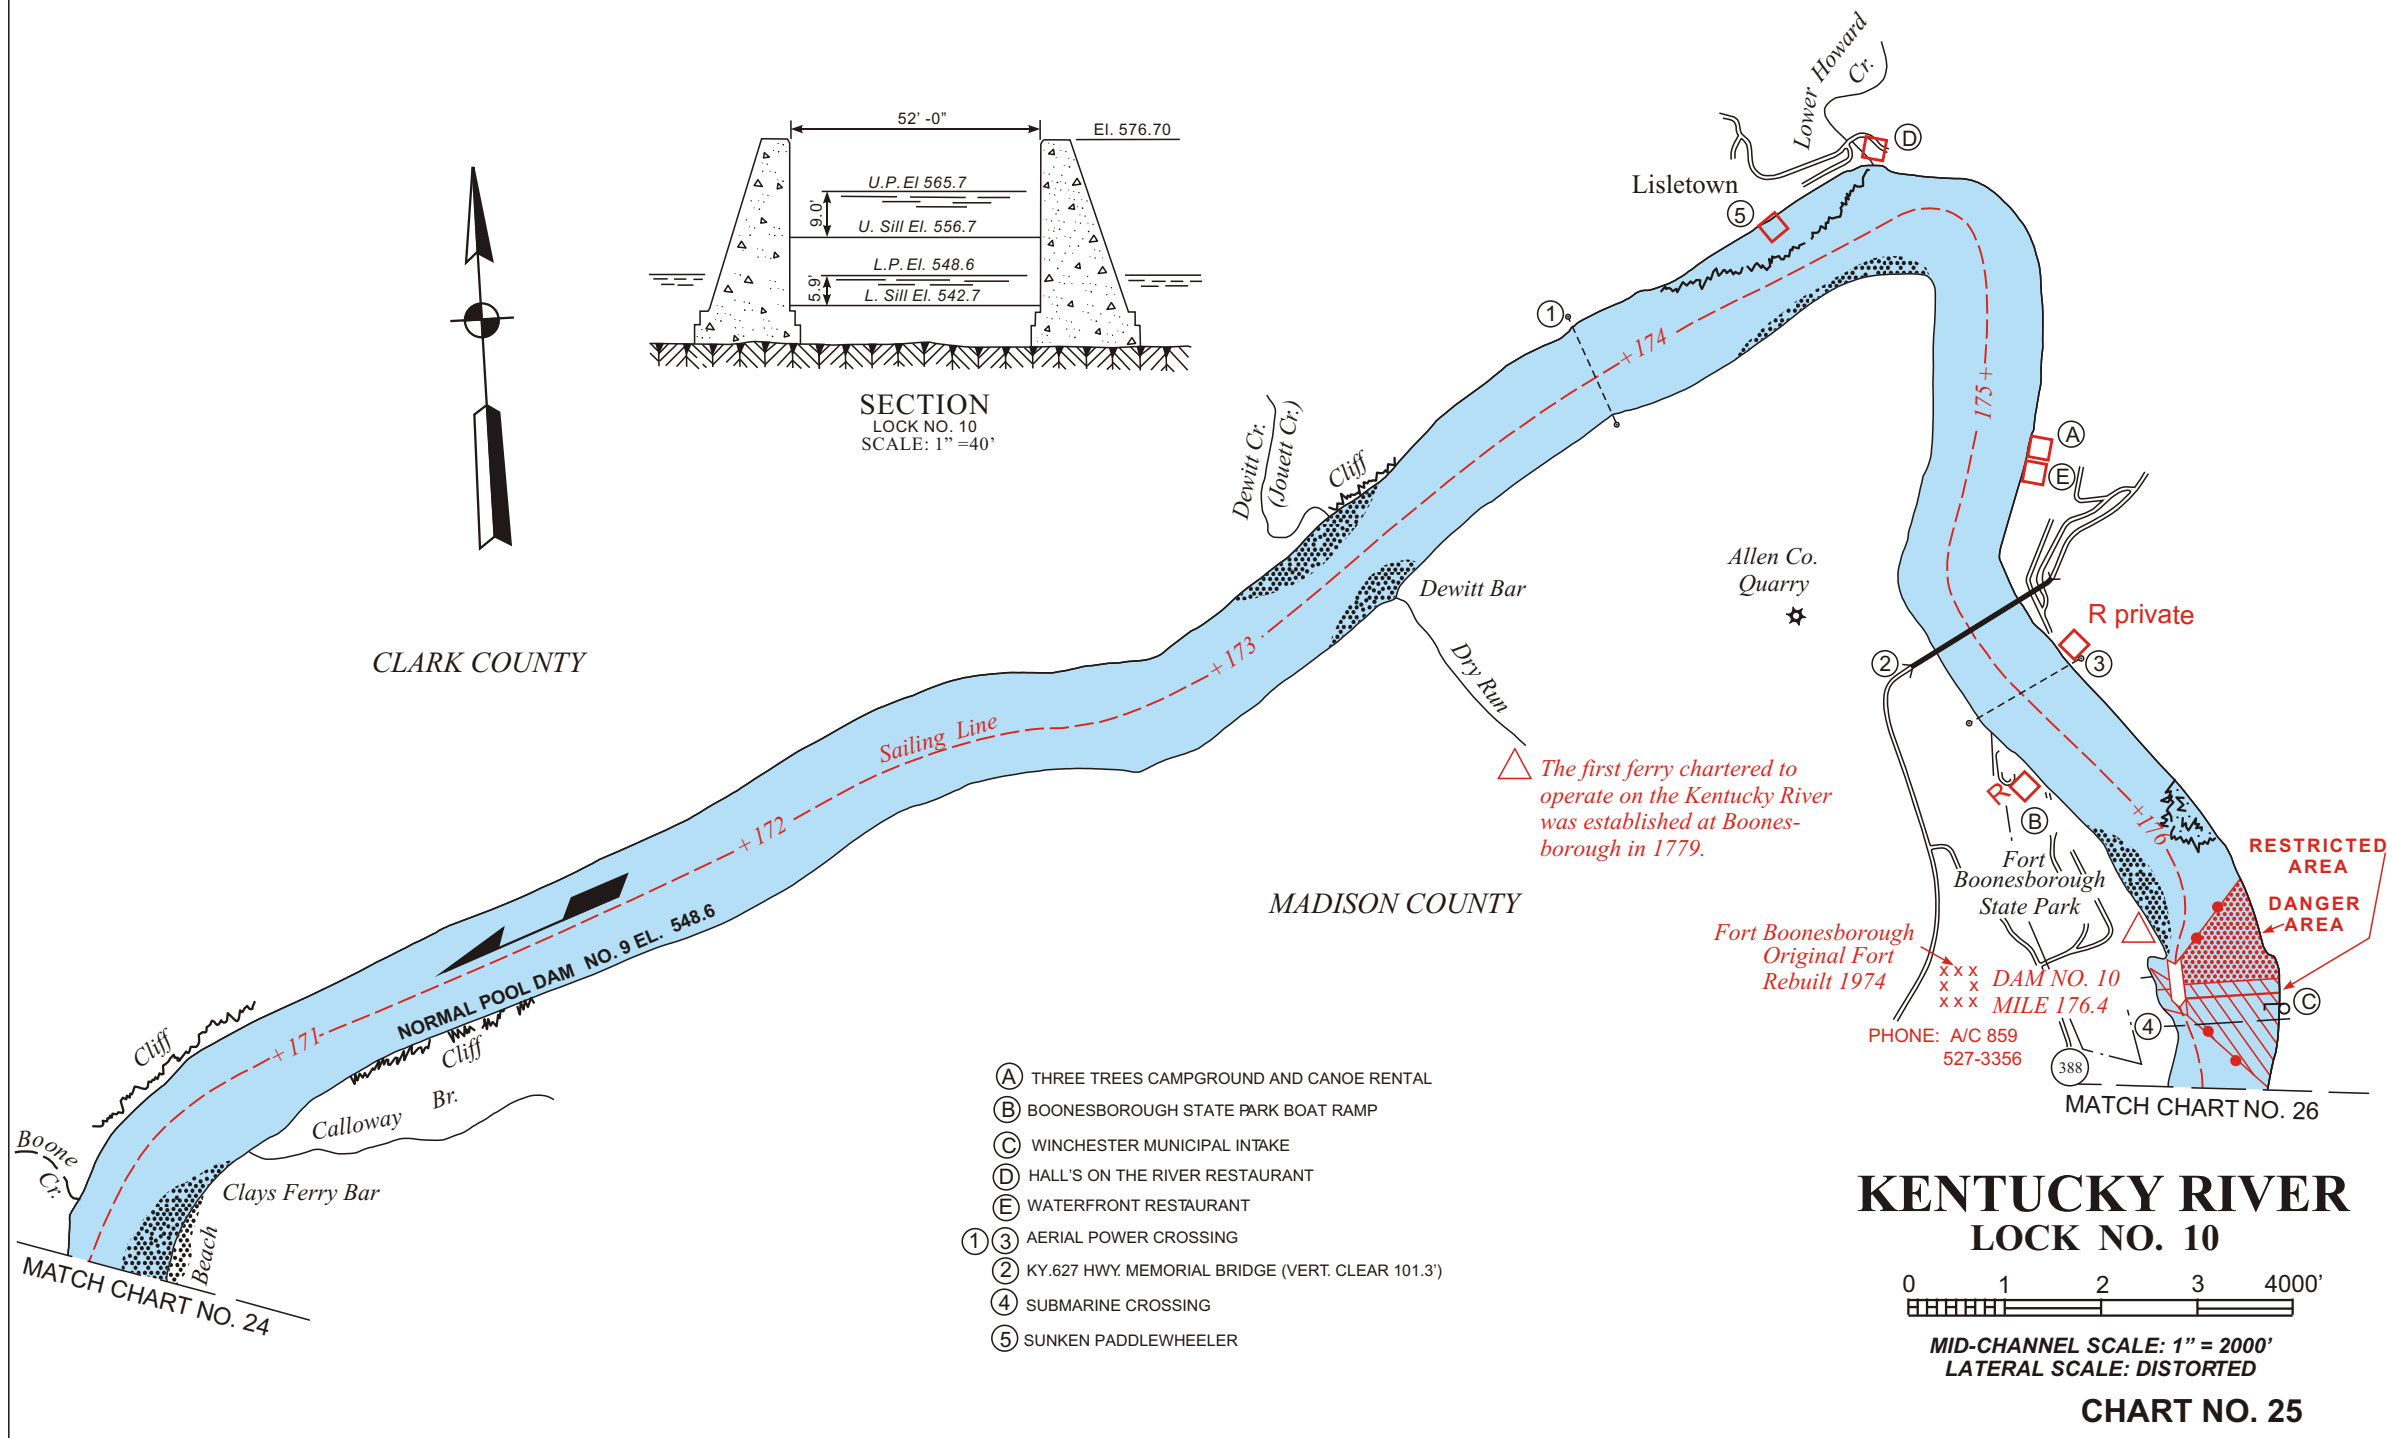 52' -0"
El. 576.70
U.P. El 565.7
9.0'
U. Sill El. 556.7
L.P. El. 548.6
5.9'
L. Sill El. 542.7
SECTION
LOCK NO. 10
SCALE: 1" =40'
Lower Howard
Cr.
D
Lisletown
5
1
+174
175+
A
E
Dewitt Cr.
(Jouett Cr.)
Cliff
Dewitt Bar
Dry Run
Allen Co.
Quarry
R private
2
3
CLARK COUNTY
+173
Sailing Line
+172
The first ferry chartered to
operate on the Kentucky River
was established at Boones-
borough in 1779.
MADISON COUNTY
R
B
+176
Fort
Boonesborough
State Park
RESTRICTED
AREA
DANGER
AREA
Fort Boonesborough
Original Fort
Rebuilt 1974
x x x
x x
x x x
DAM NO. 10
MILE 176.4
PHONE: A/C 859
527-3356
4
C
388
MATCH CHART NO. 26
NORMAL POOL DAM NO. 9 EL. 548.6
+171
Cliff
Cliff
Calloway Br.
Boone
Cr.
Clays Ferry Bar
Beach
MATCH CHART NO. 24
A THREE TREES CAMPGROUND AND CANOE RENTAL
B BOONESBOROUGH STATE PARK BOAT RAMP
C WINCHESTER MUNICIPAL INTAKE
D HALL'S ON THE RIVER RESTAURANT
E WATERFRONT RESTAURANT
1 3 AERIAL POWER CROSSING
2 KY.627 HWY. MEMORIAL BRIDGE (VERT. CLEAR 101.3')
4 SUBMARINE CROSSING
5 SUNKEN PADDLEWHEELER
KENTUCKY RIVER
LOCK NO. 10
0 1 2 3 4000'
MID-CHANNEL SCALE: 1" = 2000'
LATERAL SCALE: DISTORTED
CHART NO. 25